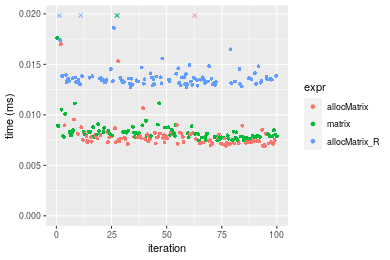 0.020
0.015
0.010
0.005
0.000
time (ms)
0
25
50
75
100
iteration
expr
allocMatrix
matrix
allocMatrix_R